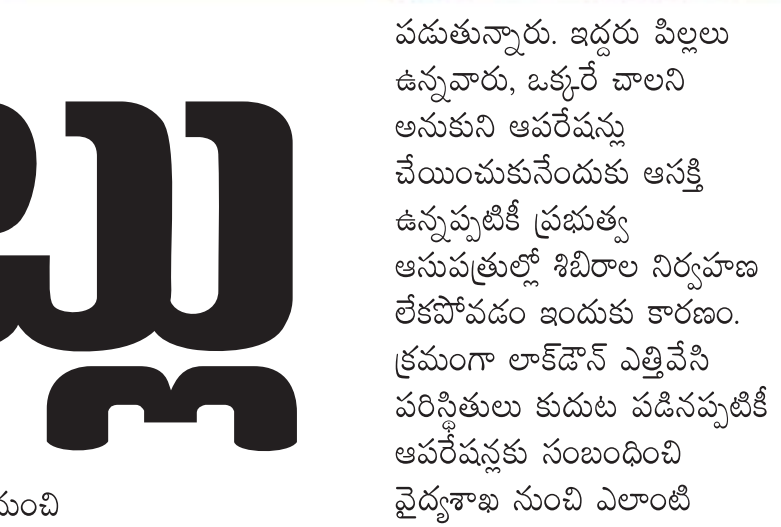 పడుతున్నారు. ఇద్దరు పిల్లలు
ఉన్నవారు, ఒక్కరే చాలని
అనుకుని ఆపరేషన్లు
చేయించుకునేందుకు ఆసక్తి
ఉన్నప్పటికీ ప్రభుత్వ
ఆసుపత్రుల్లో శిబిరాల నిర్వహణ
లేకపోవడం ఇందుకు కారణం.
క్రమంగా లాక్‌డౌన్ ఎత్తివేసి
పరిస్థితులు కుదుట పడినప్పటికీ
ఆపరేషన్లకు సంబంధించి
వైద్యశాఖ నుంచి ఎలాంటి